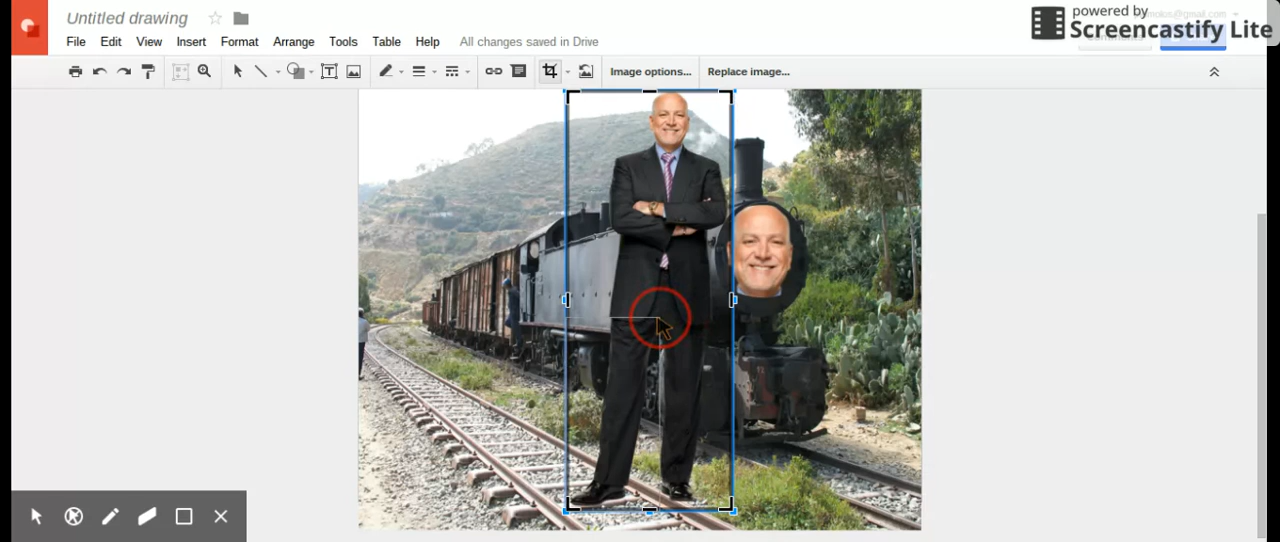 Untitled drawing
powered by
Screencastify Lite
File Edit View Insert Format Arrange Tools Table Help All changes saved in Drive
Image options... Replace image...